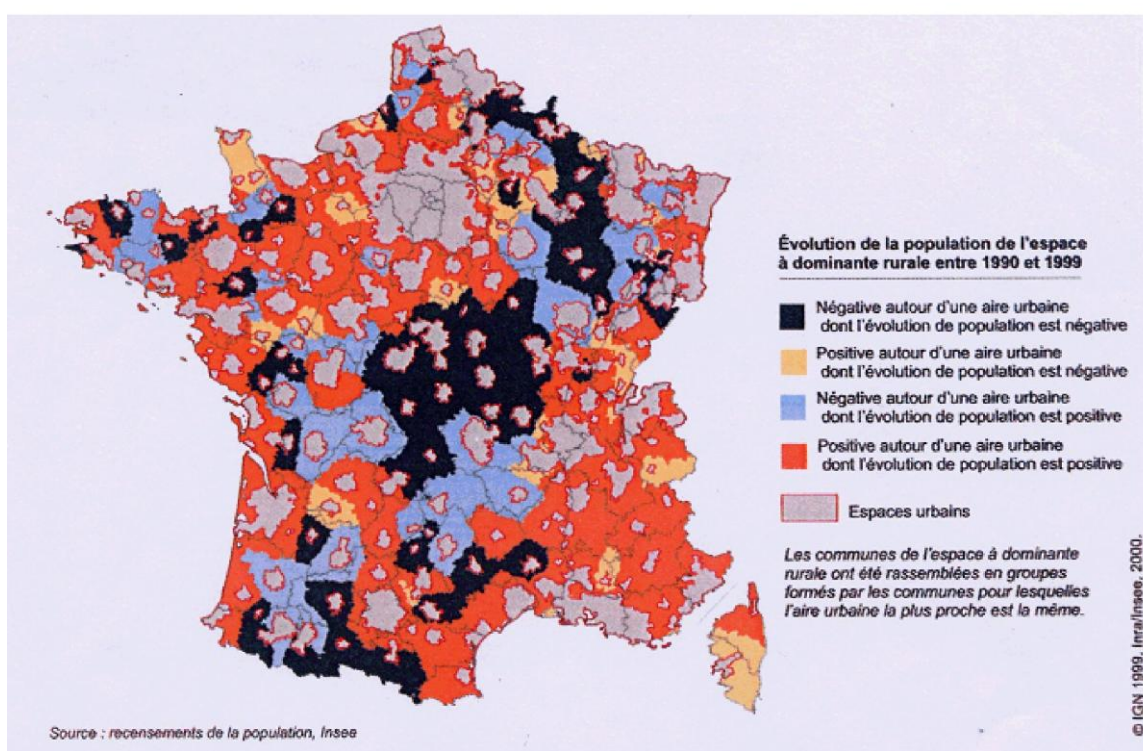 Évolution de la population de l'espace
à dominante rurale entre 1990 et 1999
Négative autour d'une aire urbaine
dont l'évolution de population est négative
Positive autour d'une aire urbaine
dont l'évolution de population est négative
Négative autour d'une aire urbaine
dont l'évolution de population est positive
Positive autour d'une aire urbaine
dont l'évolution de population est positive
Espaces urbains
Les communes de l'espace à dominante
rurale ont été rassemblées en groupes
formés par les communes pour lesquelles
l'aire urbaine la plus proche est la même.
© IGN 1999, Inra/Insee, 2000.
Source : recensements de la population, Insee